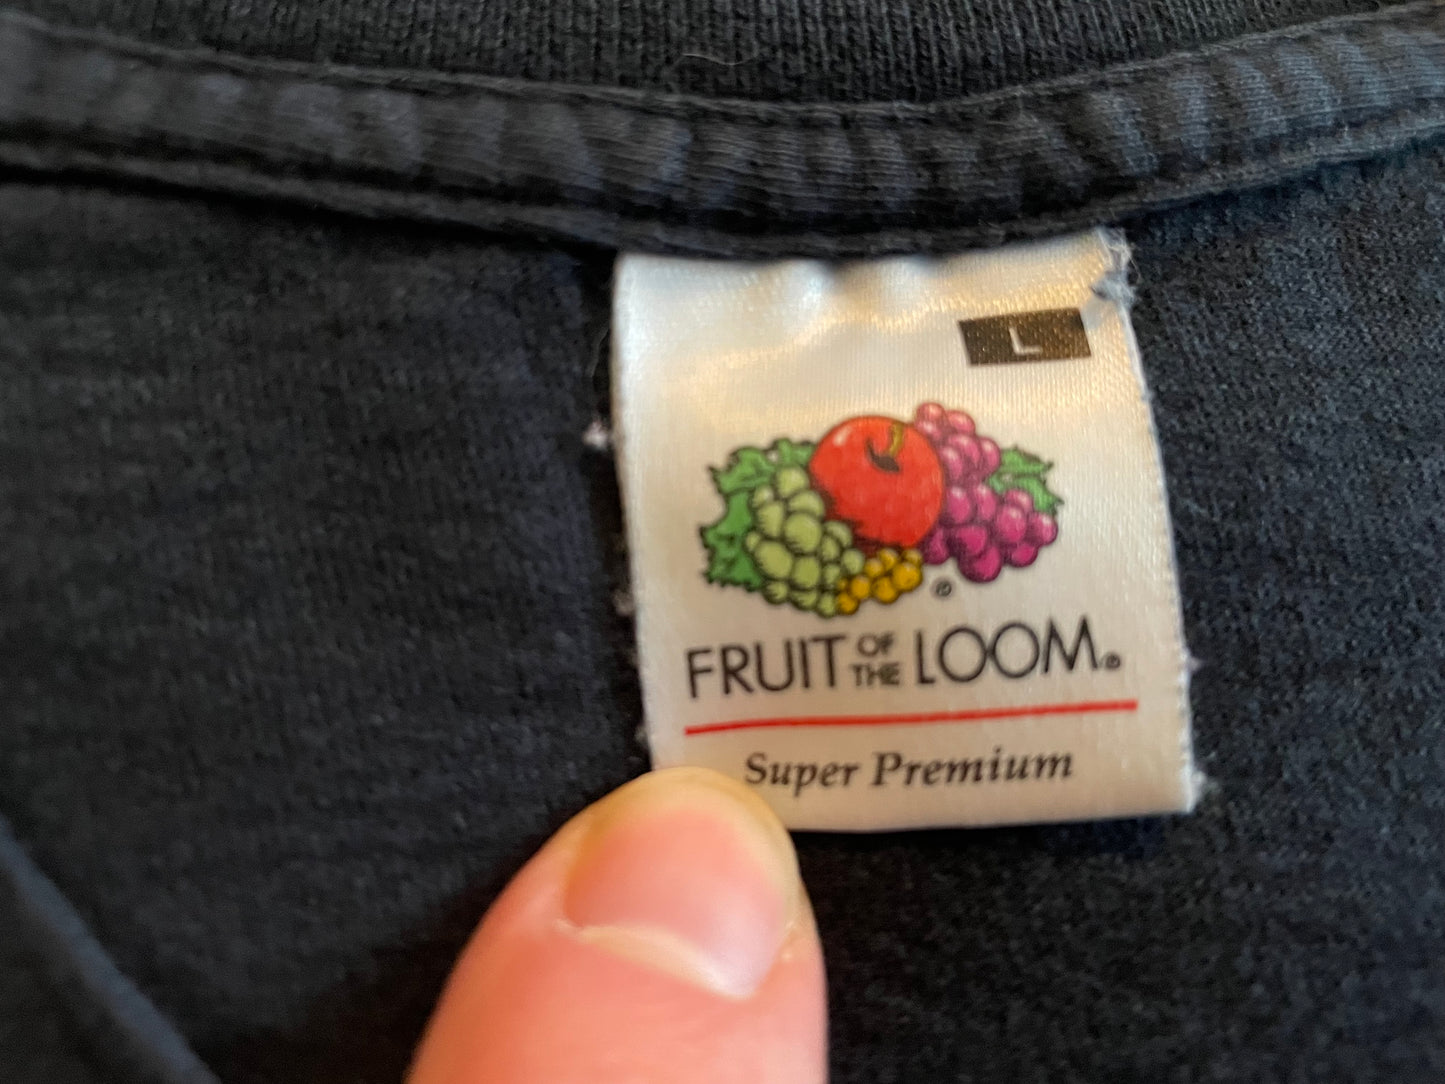 L
®
FRUIT OF THE LOOM®
Super Premium